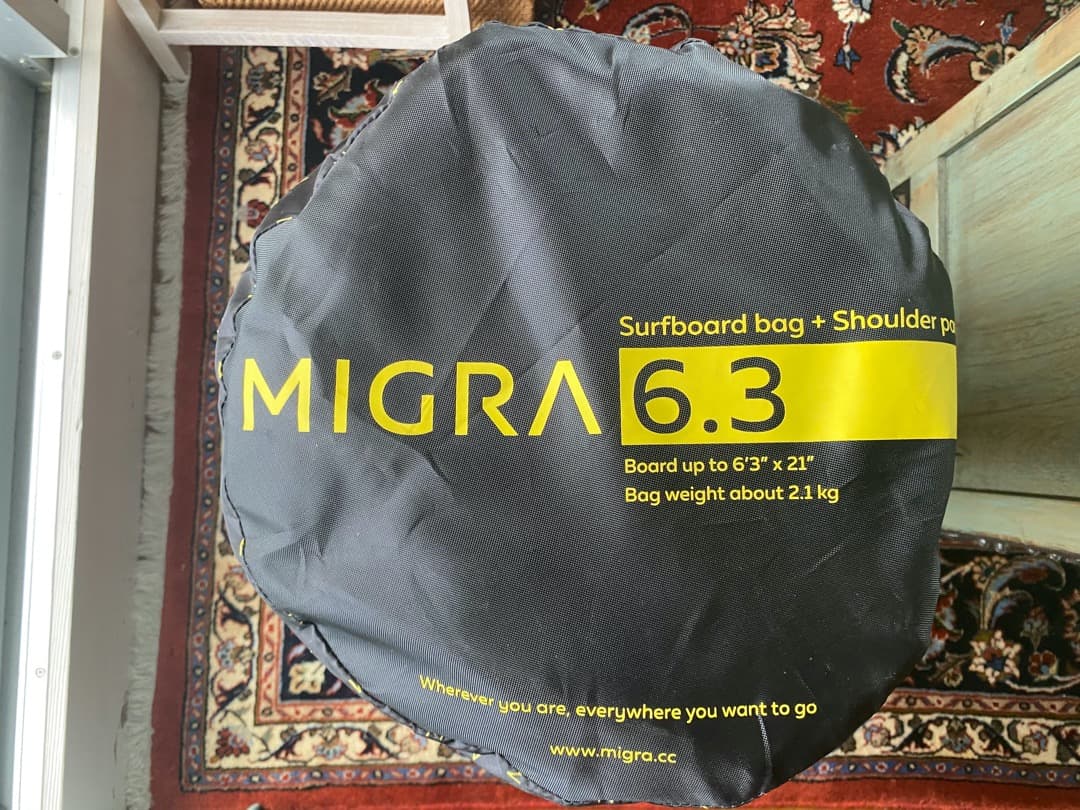 Surfboard bag + Shoulder
MIGRA 6.3
Board up to 6'3" x 21"
Bag weight about 2.1 kg
Wherever you are, everywhere you want to go
www.migra.cc